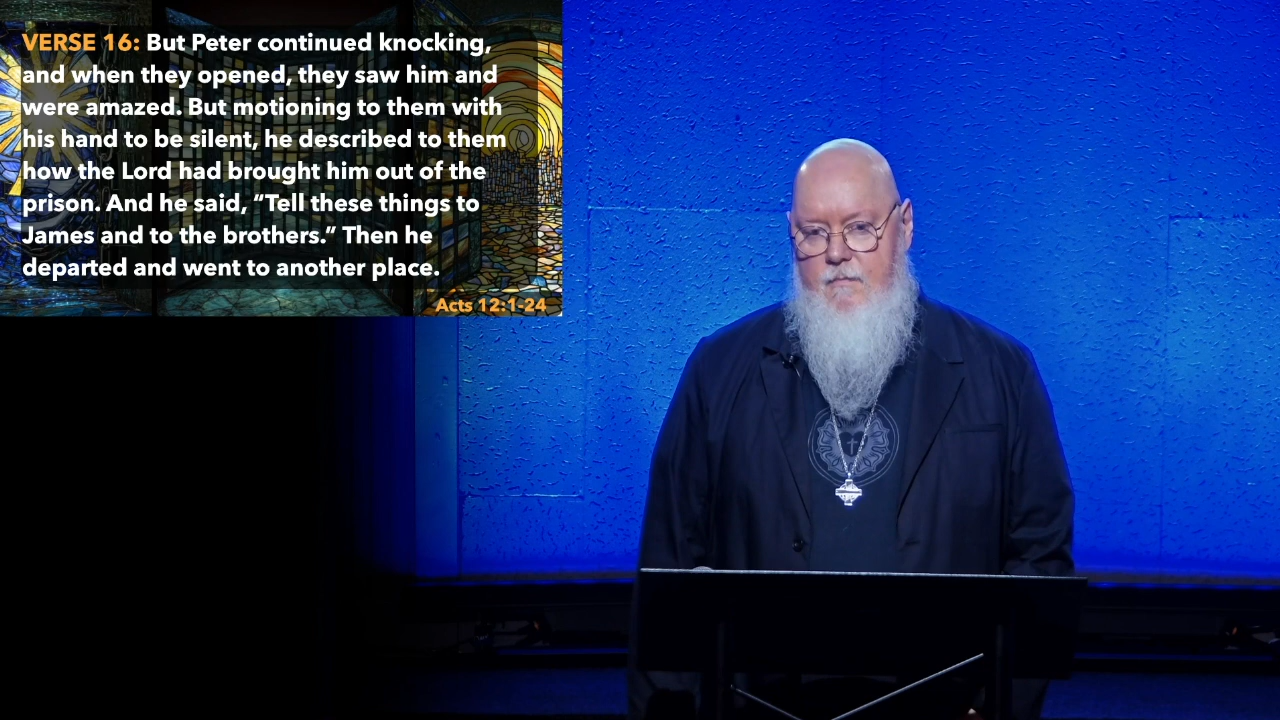 VERSE 16: But Peter continued knocking,
and when they opened, they saw him and
were amazed. But motioning to them with
his hand to be silent, he described to them
how the Lord had brought him out of the
prison. And he said, “Tell these things to
James and to the brothers.” Then he
departed and went to another place.
Acts 12:1-24